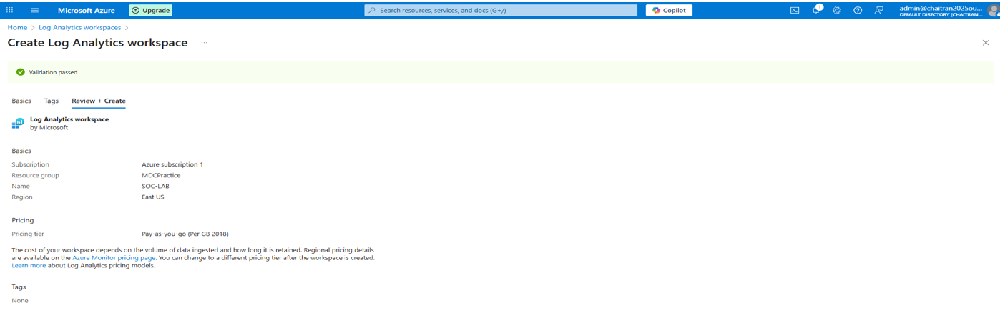 Microsoft Azure
Upgrade
Search resources, services, and docs (G+/)
Copilot
1
admin@chaitran2025ou...
DEFAULT DIRECTORY (CHAITRAN...
Home > Log Analytics workspaces >
Create Log Analytics workspace ...
Validation passed
Basics Tags Review + Create
Log Analytics workspace
by Microsoft
Basics
Subscription Azure subscription 1
Resource group MDCPractice
Name SOC-LAB
Region East US
Pricing
Pricing tier Pay-as-you-go (Per GB 2018)
The cost of your workspace depends on the volume of data ingested and how long it is retained. Regional pricing details
are available on the Azure Monitor pricing page. You can change to a different pricing tier after the workspace is created.
Learn more about Log Analytics pricing models.
Tags
None